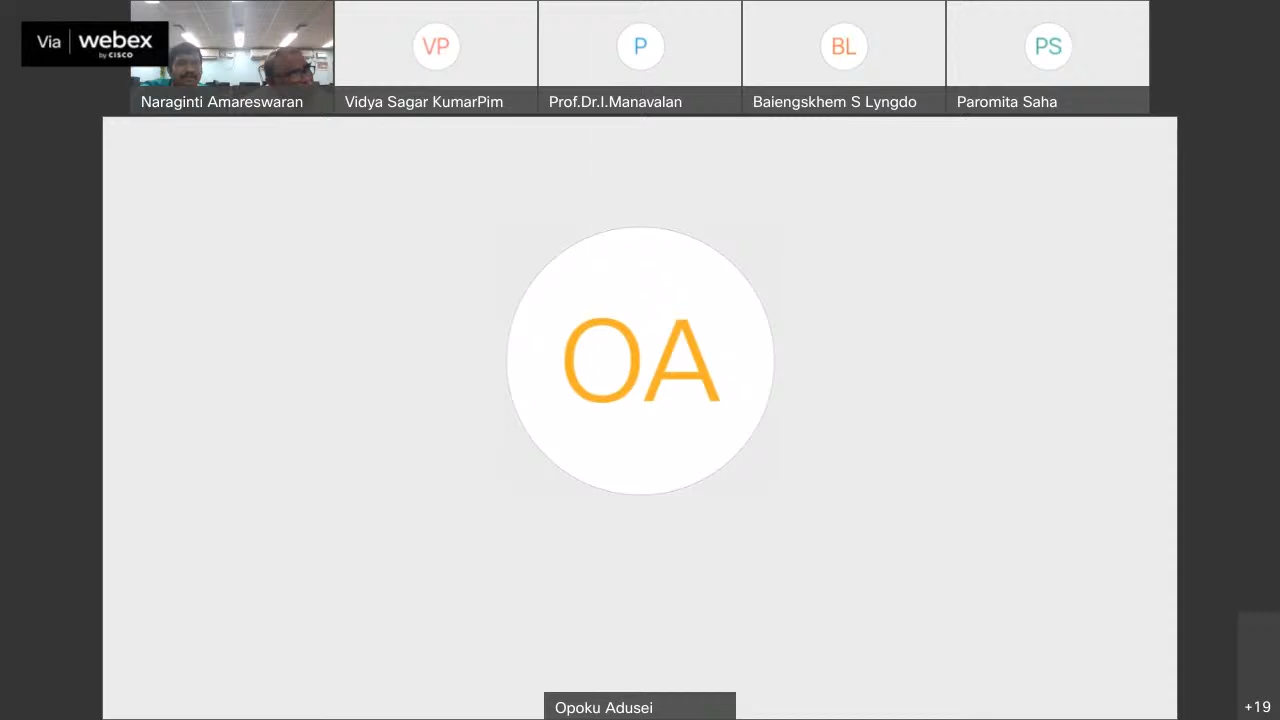 Via webex
by CISCO
VP
P
BL
PS
Naraginti Amareswaran
Vidya Sagar KumarPim
Prof.Dr.I.Manavalan
Baiengskhem S Lyngdo
Paromita Saha
OA
Opoku Adusei
+19